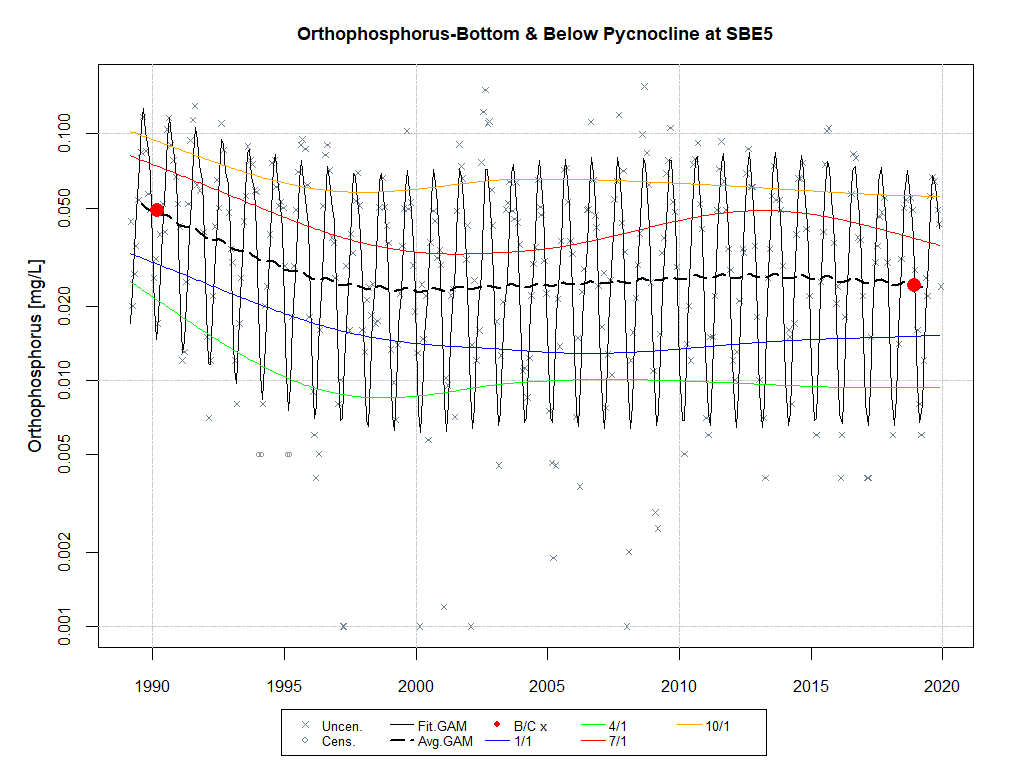 Orthophosphorus-Bottom & Below Pycnocline at SBE5
Orthophosphorus [mg/L]
0.100
0.050
0.020
0.010
0.005
0.002
0.001
1990 1995 2000 2005 2010 2015 2020
Uncen. Fit.GAM B/C x 4/1 10/1
Cens. Avg.GAM 1/1 7/1